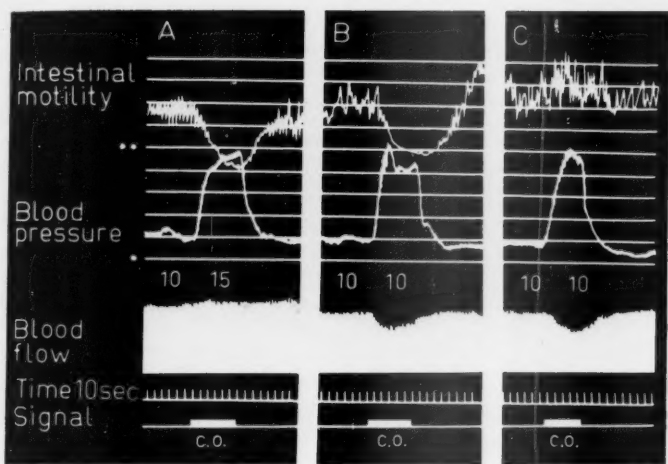 A B C
Intestinal
motility
Blood
pressure
10 15 10 10 10 10
Blood
flow
Time 10sec
Signal
c.o. c.o. c.o.